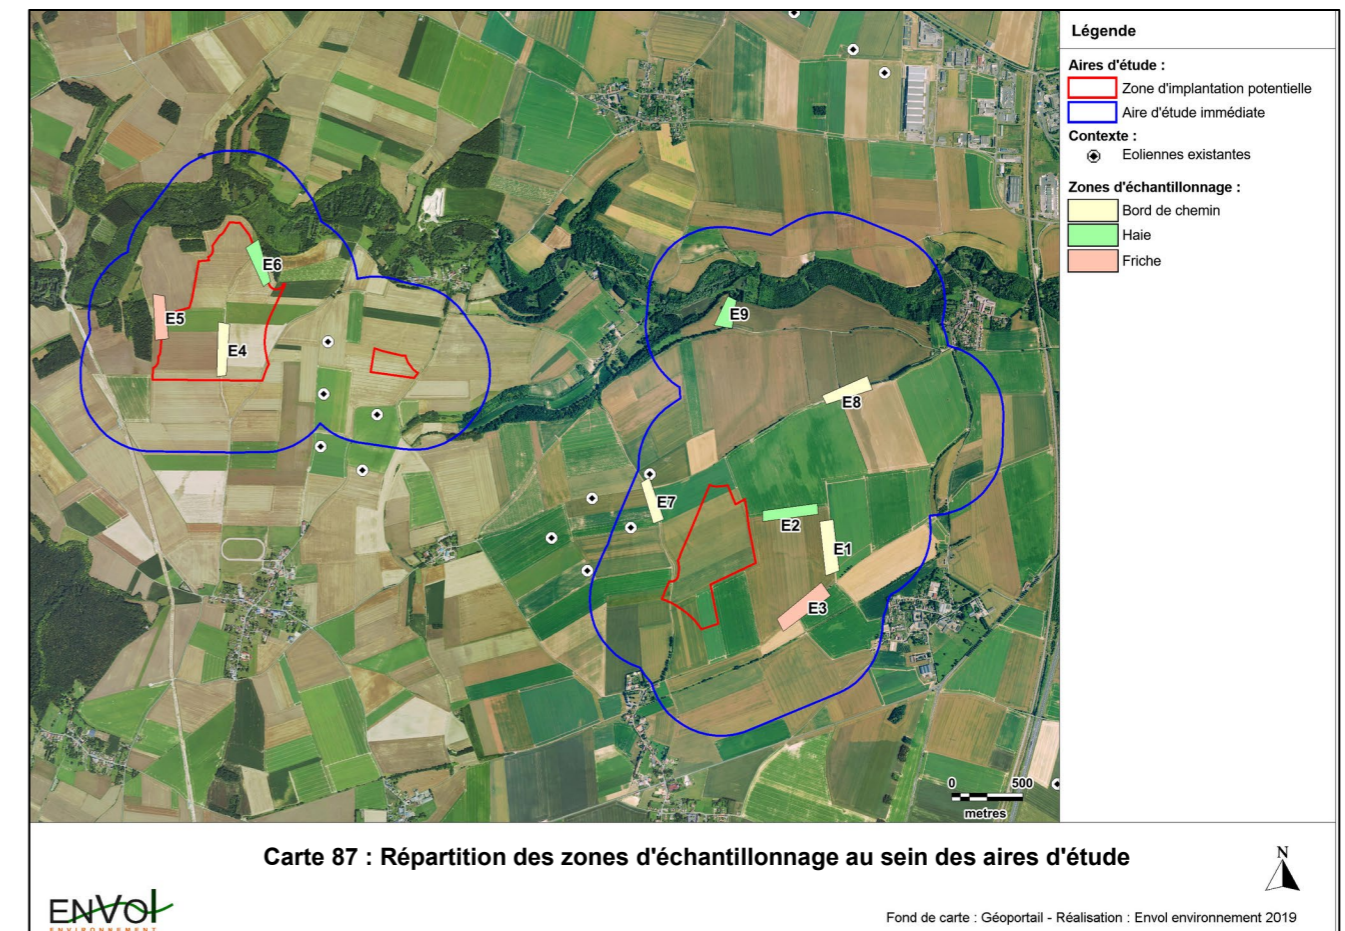 Légende
Aires d'étude :
Zone d'implantation potentielle
Aire d'étude immédiate
Contexte :
Eoliennes existantes
Zones d'échantillonnage :
Bord de chemin
Haie
Friche
E6
E5
E4
E9
E8
E7
E2
E1
E3
0 500
metres
Carte 87 : Répartition des zones d'échantillonnage au sein des aires d'étude
N
ENVOl
ENVIRONNEMENT
Fond de carte : Géoportail - Réalisation : Envol environnement 2019